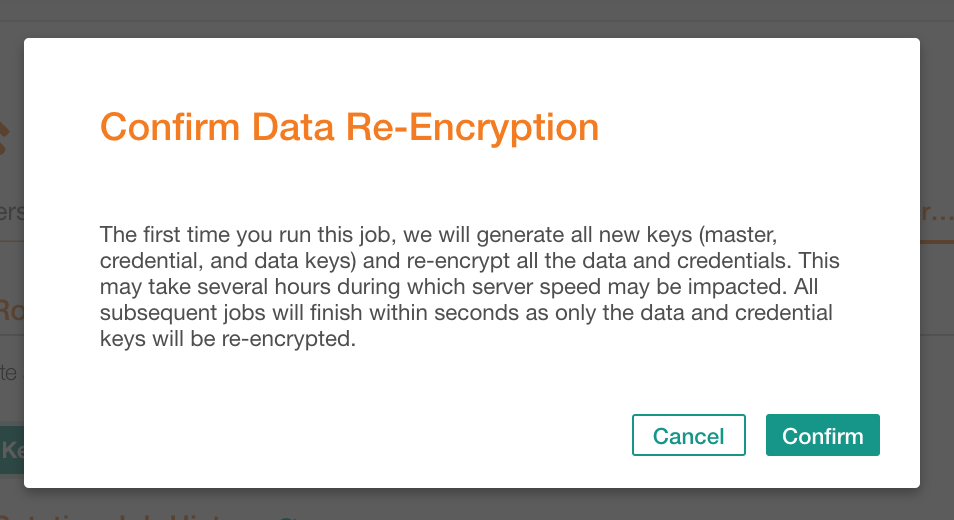 Confirm Data Re-Encryption
The first time you run this job, we will generate all new keys (master,
credential, and data keys) and re-encrypt all the data and credentials. This
may take several hours during which server speed may be impacted. All
subsequent jobs will finish within seconds as only the data and credential
keys will be re-encrypted.
Cancel
Confirm